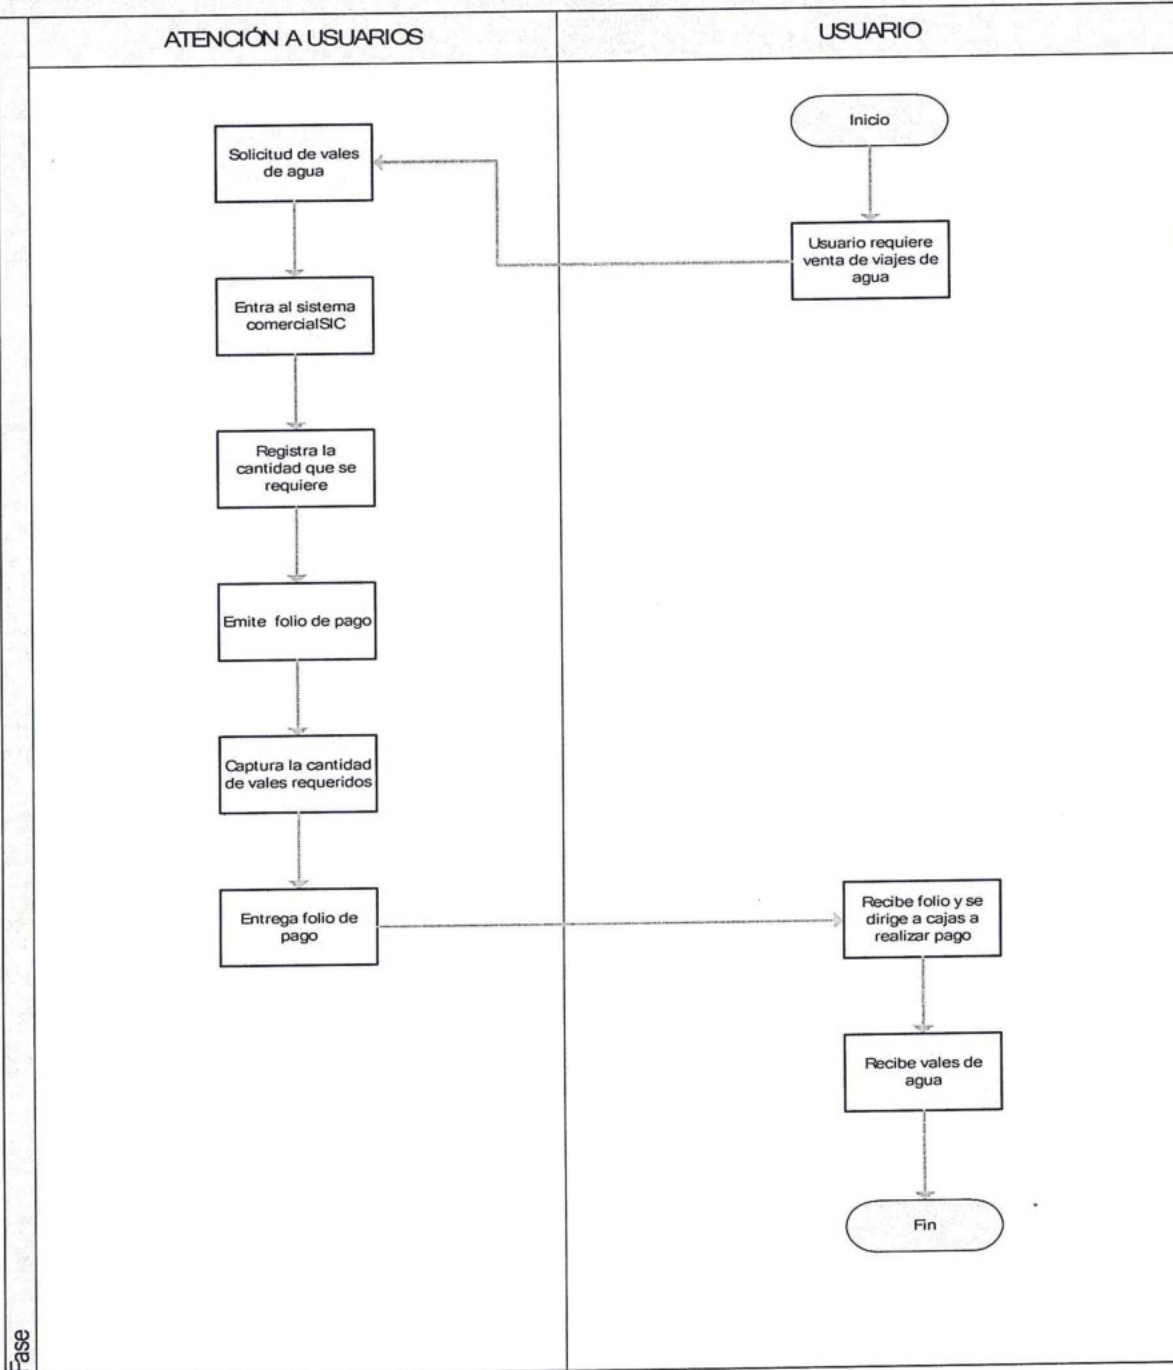 ATENCIÓN A USUARIOS
USUARIO
Inicio
Usuario requiere
venta de viajes de
agua
Solicitud de vales
de agua
Entra al sistema
comercialSIC
Registra la
cantidad que se
requiere
Emite folio de pago
Captura la cantidad
de vales requeridos
Entrega folio de
pago
Recibe folio y se
dirige a cajas a
realizar pago
Recibe vales de
agua
Fin
Fase